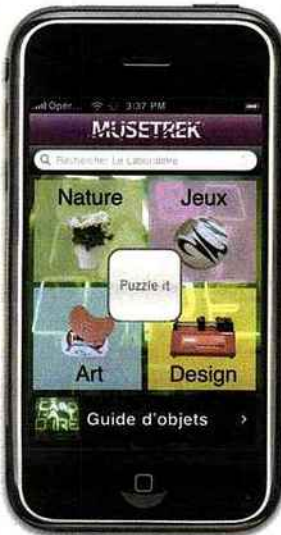 Oper... 3:37 PM
MUSETREK
Rechercher Le Laboratoire
Nature Jeux
Puzzle it
Art Design
Guide d'objets >